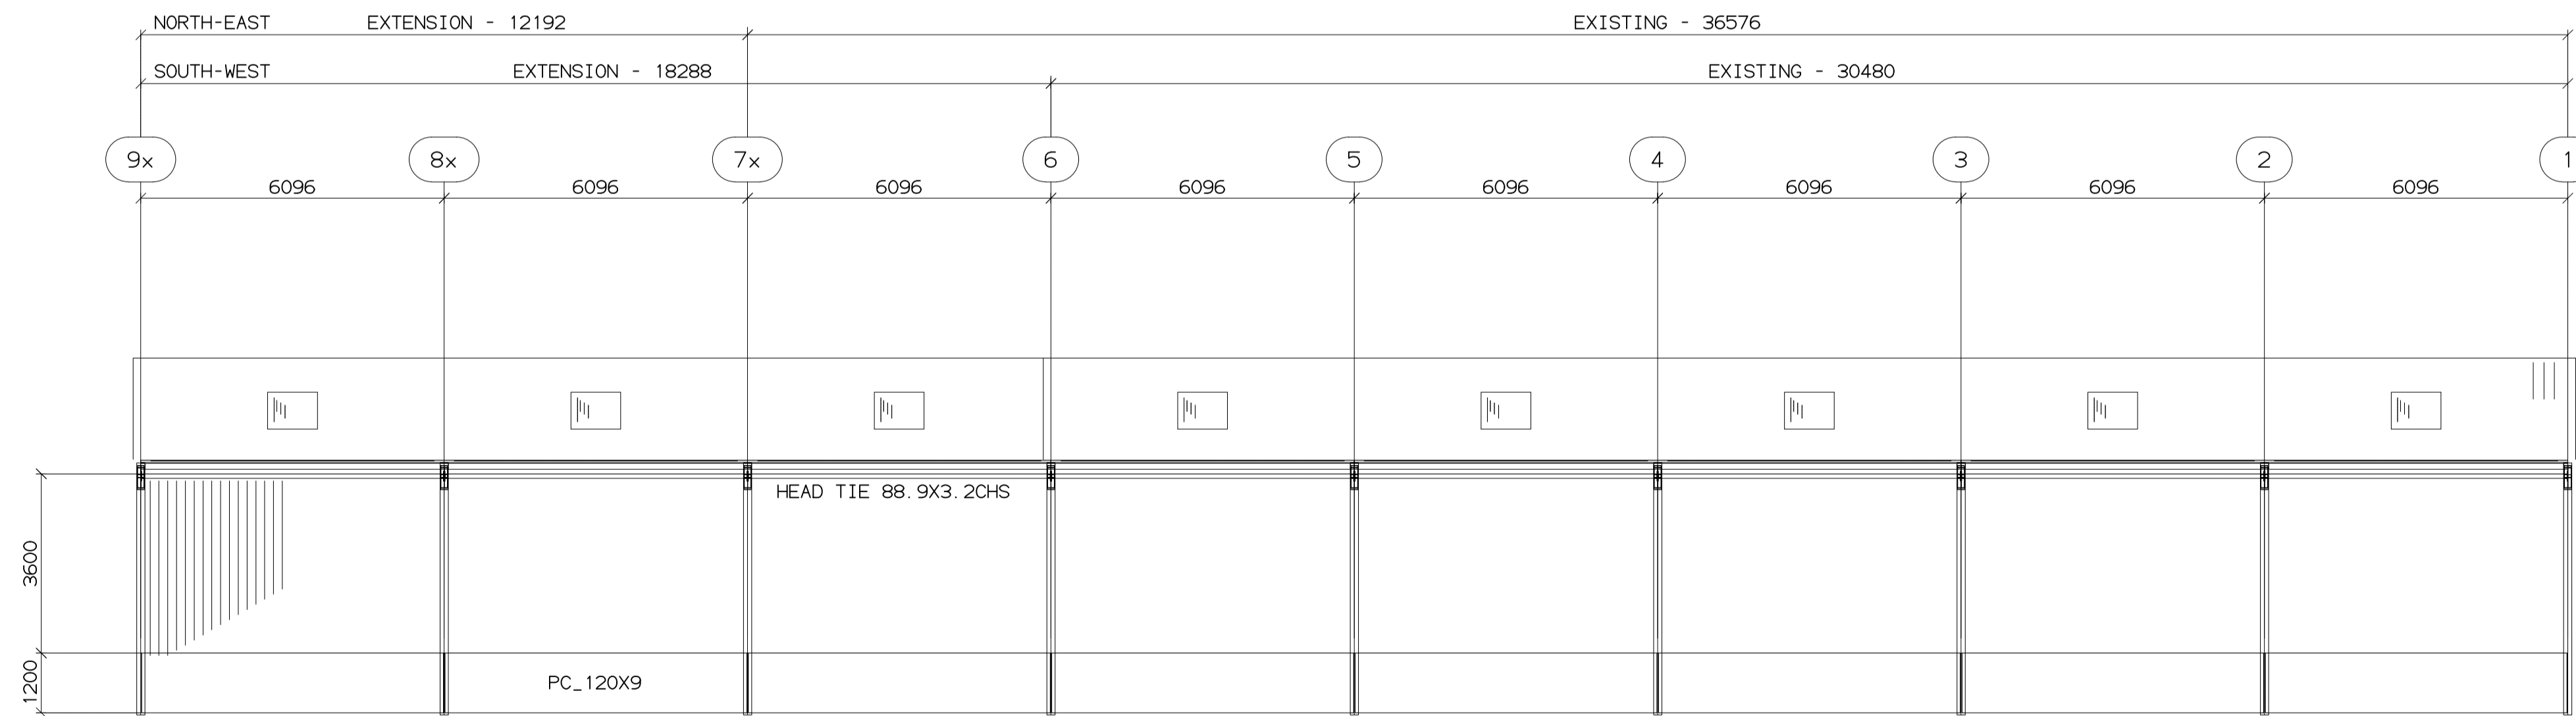 NORTH-EAST EXTENSION - 12192 EXISTING - 36576
SOUTH-WEST EXTENSION - 18288 EXISTING - 30480
9x 8x 7x 6 5 4 3 2 1
6096 6096 6096 6096 6096 6096 6096 6096
HEAD TIE 88.9X3.2CHS
3600
1200
PC_120X9